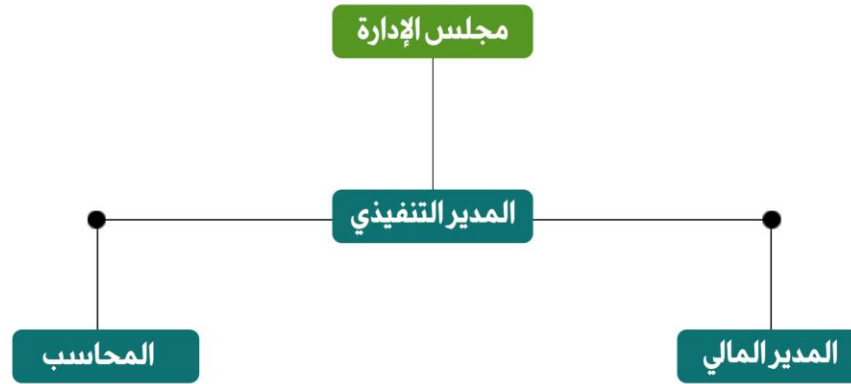 مجلس الإدارة
المدير التنفيذي
المدير المالي
المحاسب